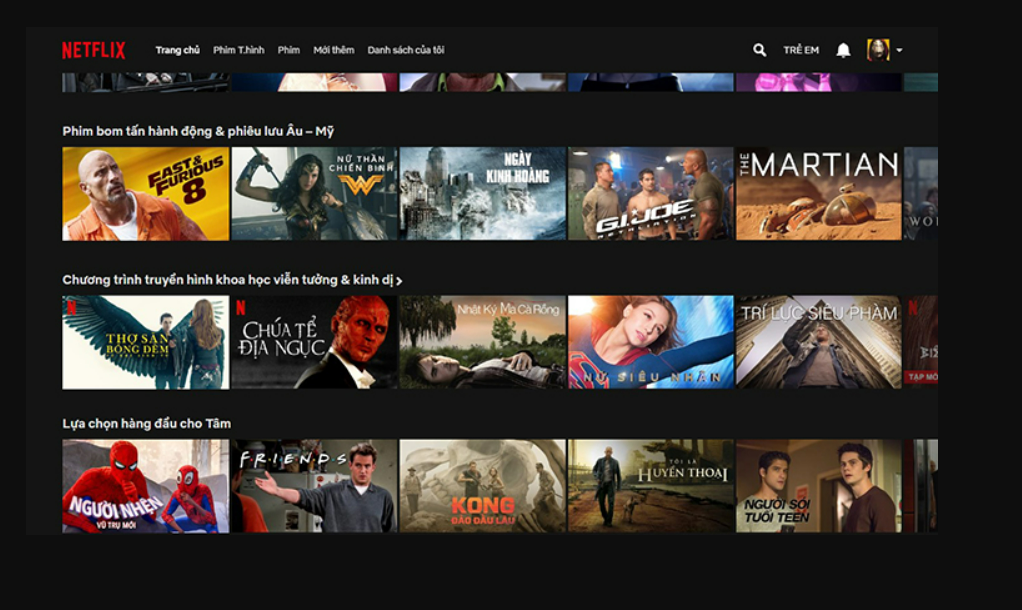 NETFLIX Trang chủ Phim T.hình Phim Mới thêm Danh sách của tôi TRẺ EM
Phim bom tấn hành động & phiêu lưu Âu – Mỹ
FAST & FURIOUS 8
NỮ THẦN
CHIẾN BINH
NGÀY
KINH HOÀNG
G.I. JOE
RETALIATION
THE MARTIAN
WO
Chương trình truyền hình khoa học viễn tưởng & kinh dị >
N
THỢ SĂN
BÓNG ĐÊM
N
CHÚA TỂ
ĐỊA NGỤC
Nhật Ký Ma Cà Rồng
NỮ SIÊU NHÂN
TRÍ LỰC SIÊU PHÀM
N
TẬP MỚ
Lựa chọn hàng đầu cho Tâm
NGƯỜI NHỆN
VŨ TRỤ MỚI
FRIENDS
KONG
ĐẢO ĐẦU LÂU
TÔI LÀ
HUYỀN THOẠI
NGƯỜI SÓI
TUỔI TEEN